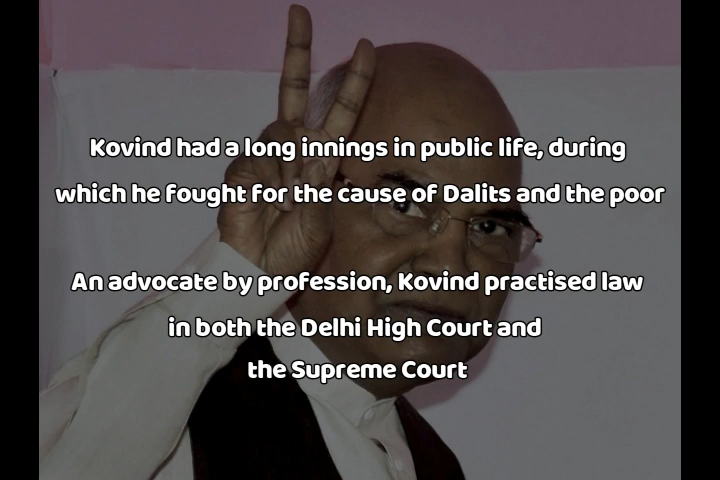 Kovind had a long innings in public life, during
which he fought for the cause of Dalits and the poor
An advocate by profession, Kovind practised law
in both the Delhi High Court and
the Supreme Court